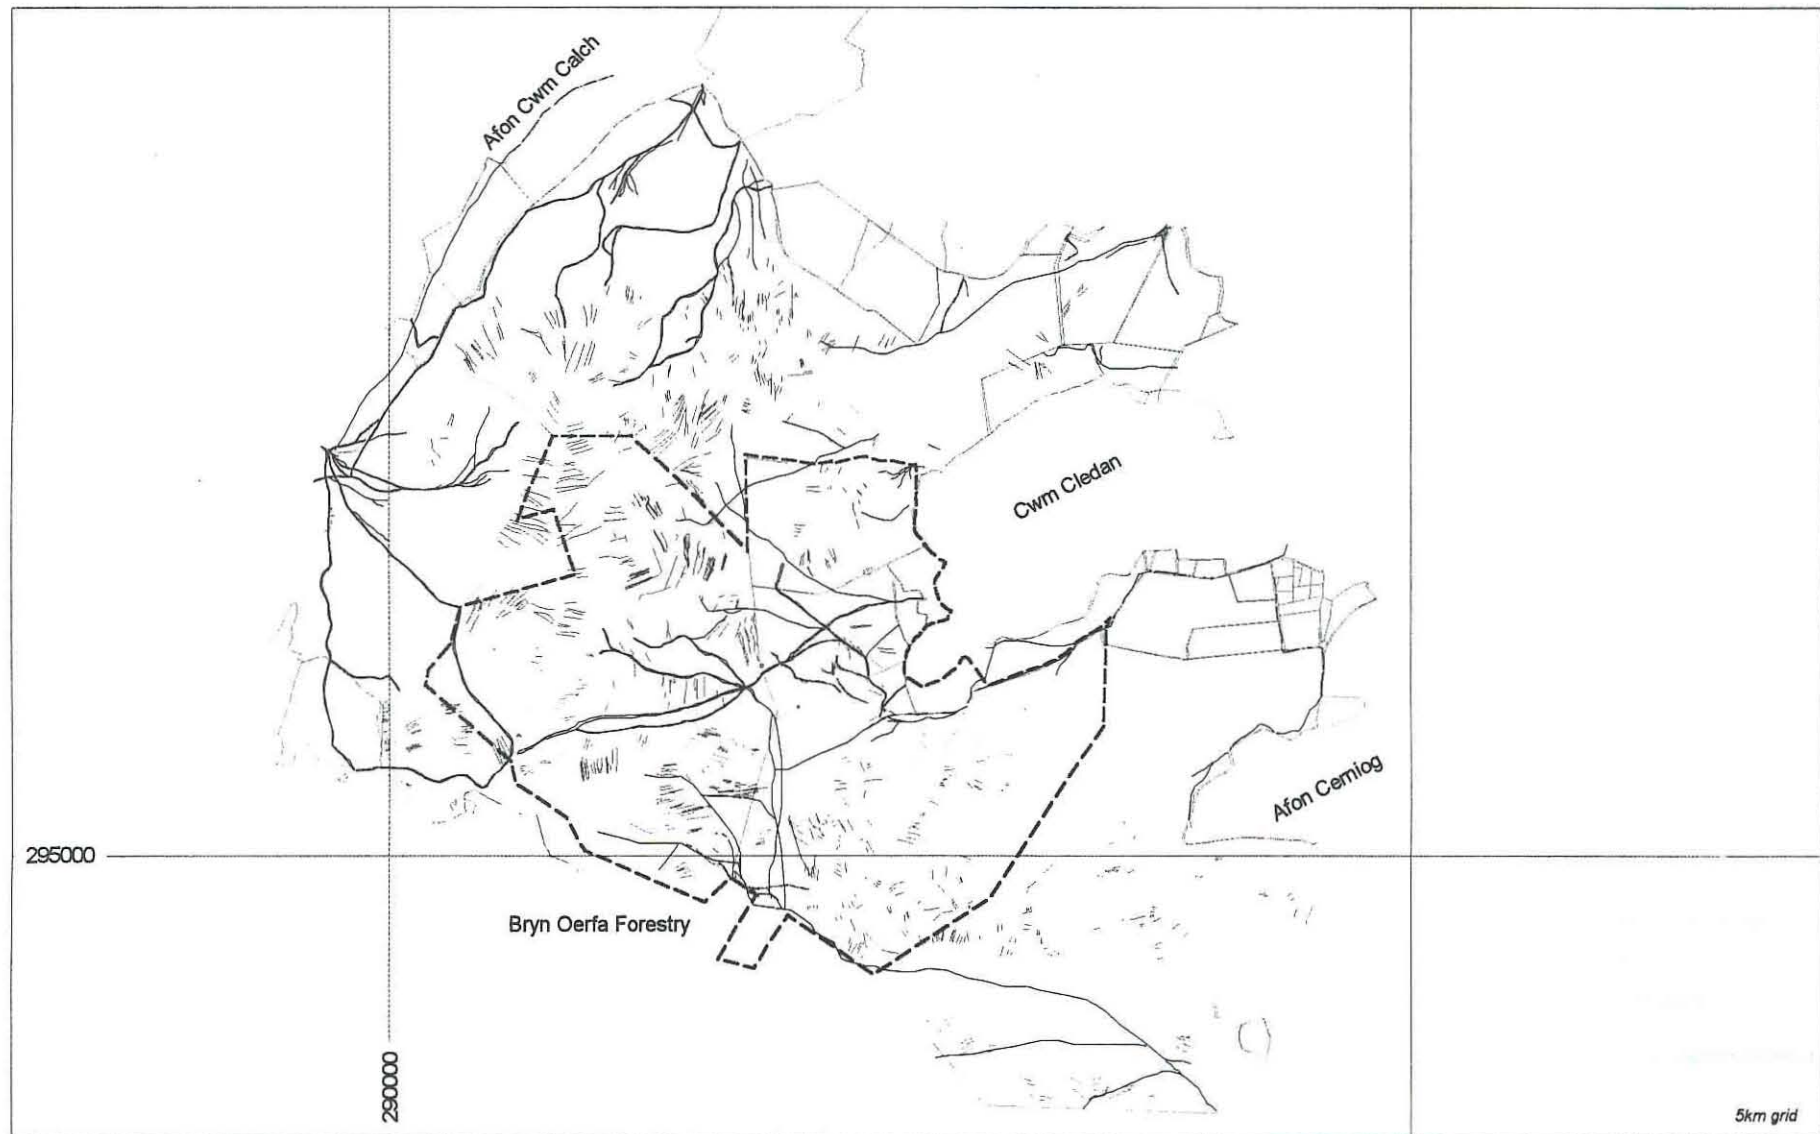 Afon Cwm Calch
Cwm Cledan
Afon Cerniog
295000
Bryn Oerfa Forestry
290000
5km grid